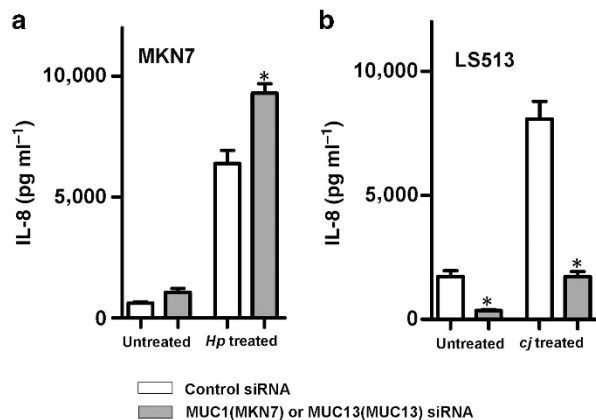 a
MKN7
IL-8 (pg ml⁻¹)
10,000
5,000
0
*
Untreated
Hp treated
b
LS513
IL-8 (pg ml⁻¹)
10,000
5,000
0
*
*
Untreated
cj treated
Control siRNA
MUC1(MKN7) or MUC13(MUC13) siRNA